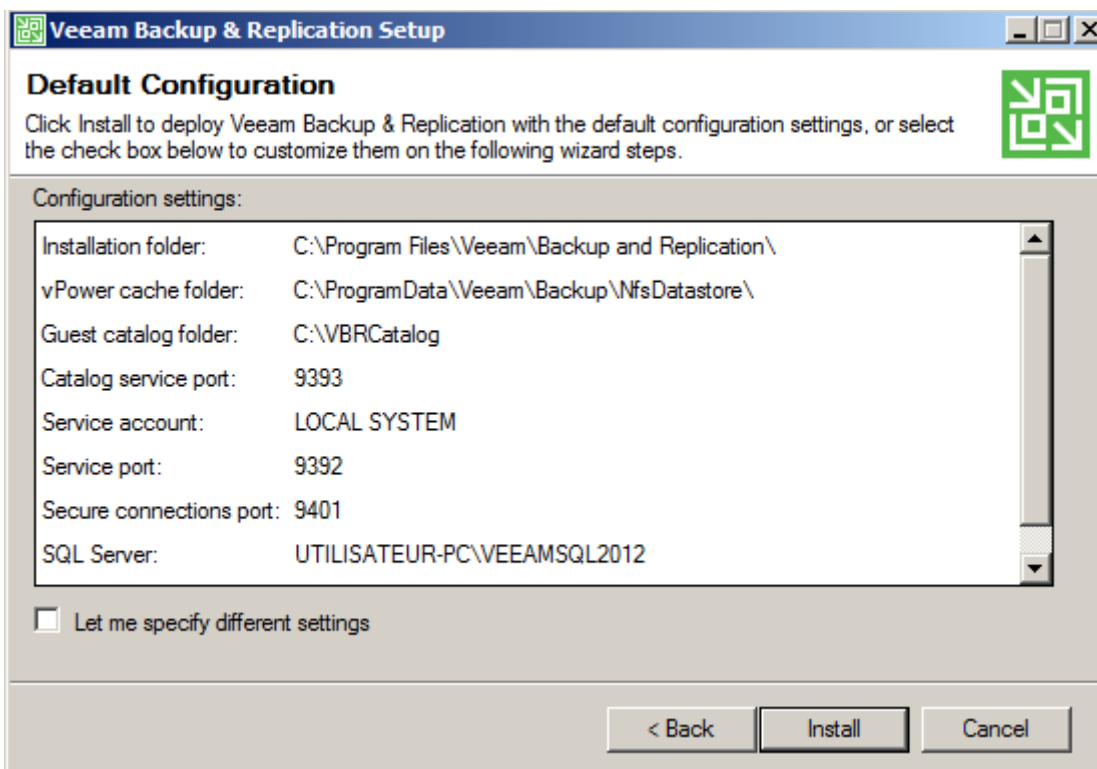 Veeam Backup & Replication Setup
Default Configuration
Click Install to deploy Veeam Backup & Replication with the default configuration settings, or select
the check box below to customize them on the following wizard steps.
Configuration settings:
Installation folder: C:\Program Files\Veeam\Backup and Replication\
vPower cache folder: C:\ProgramData\Veeam\Backup\NfsDatastore\
Guest catalog folder: C:\VBRCatalog
Catalog service port: 9393
Service account: LOCAL SYSTEM
Service port: 9392
Secure connections port: 9401
SQL Server: UTILISATEUR-PC\VEEAMSQL2012
Let me specify different settings
< Back Install Cancel